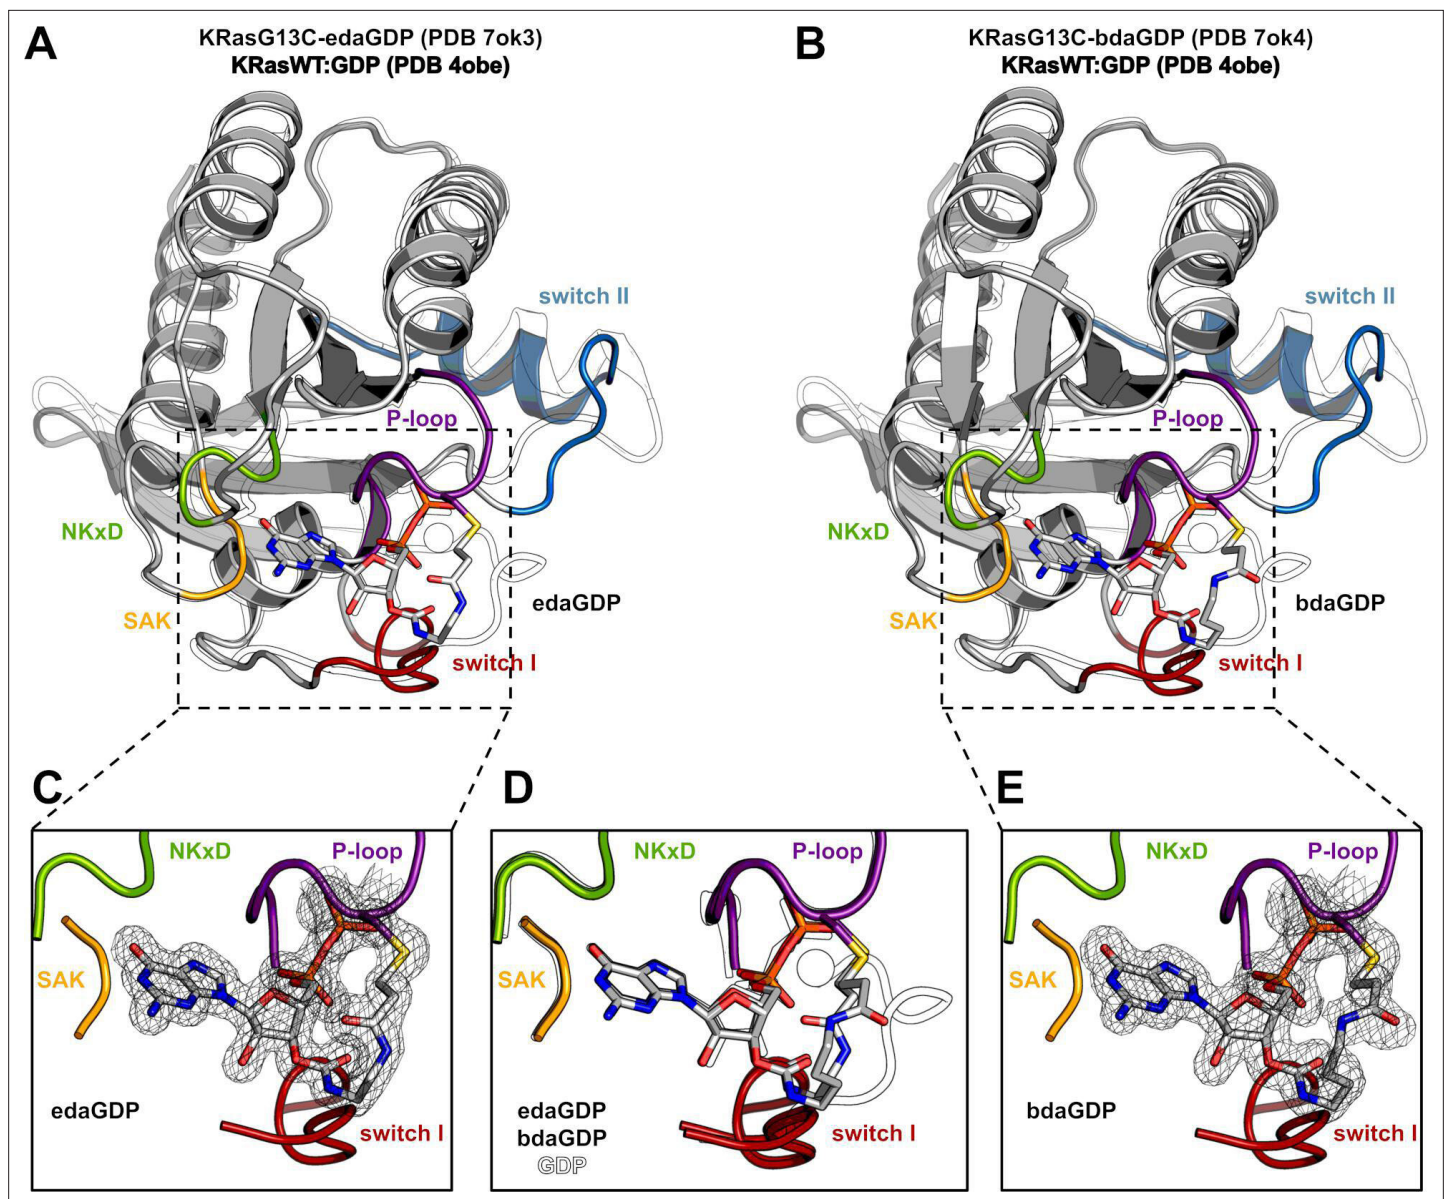 A
KRasG13C-edaGDP (PDB 7ok3)
KRasWT:GDP (PDB 4obe)
switch II
P-loop
NKxD
SAK
edaGDP
switch I
B
KRasG13C-bdaGDP (PDB 7ok4)
KRasWT:GDP (PDB 4obe)
switch II
P-loop
NKxD
SAK
bdaGDP
switch I
C
NKxD
P-loop
SAK
edaGDP
switch I
D
NKxD
P-loop
SAK
edaGDP
bdaGDP
GDP
switch I
E
NKxD
P-loop
SAK
bdaGDP
switch I